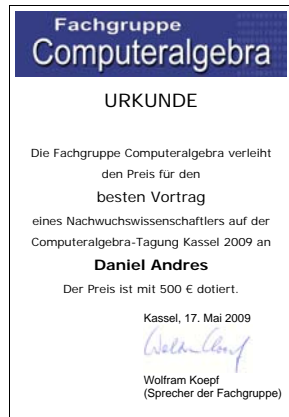 Fachgruppe
Computeralgebra
URKUNDE
Die Fachgruppe Computeralgebra verleiht
den Preis für den
besten Vortrag
eines Nachwuchswissenschaftlers auf der
Computeralgebra-Tagung Kassel 2009 an
Daniel Andres
Der Preis ist mit 500 € dotiert.
Kassel, 17. Mai 2009
Wolfram Koepf
(Sprecher der Fachgruppe)